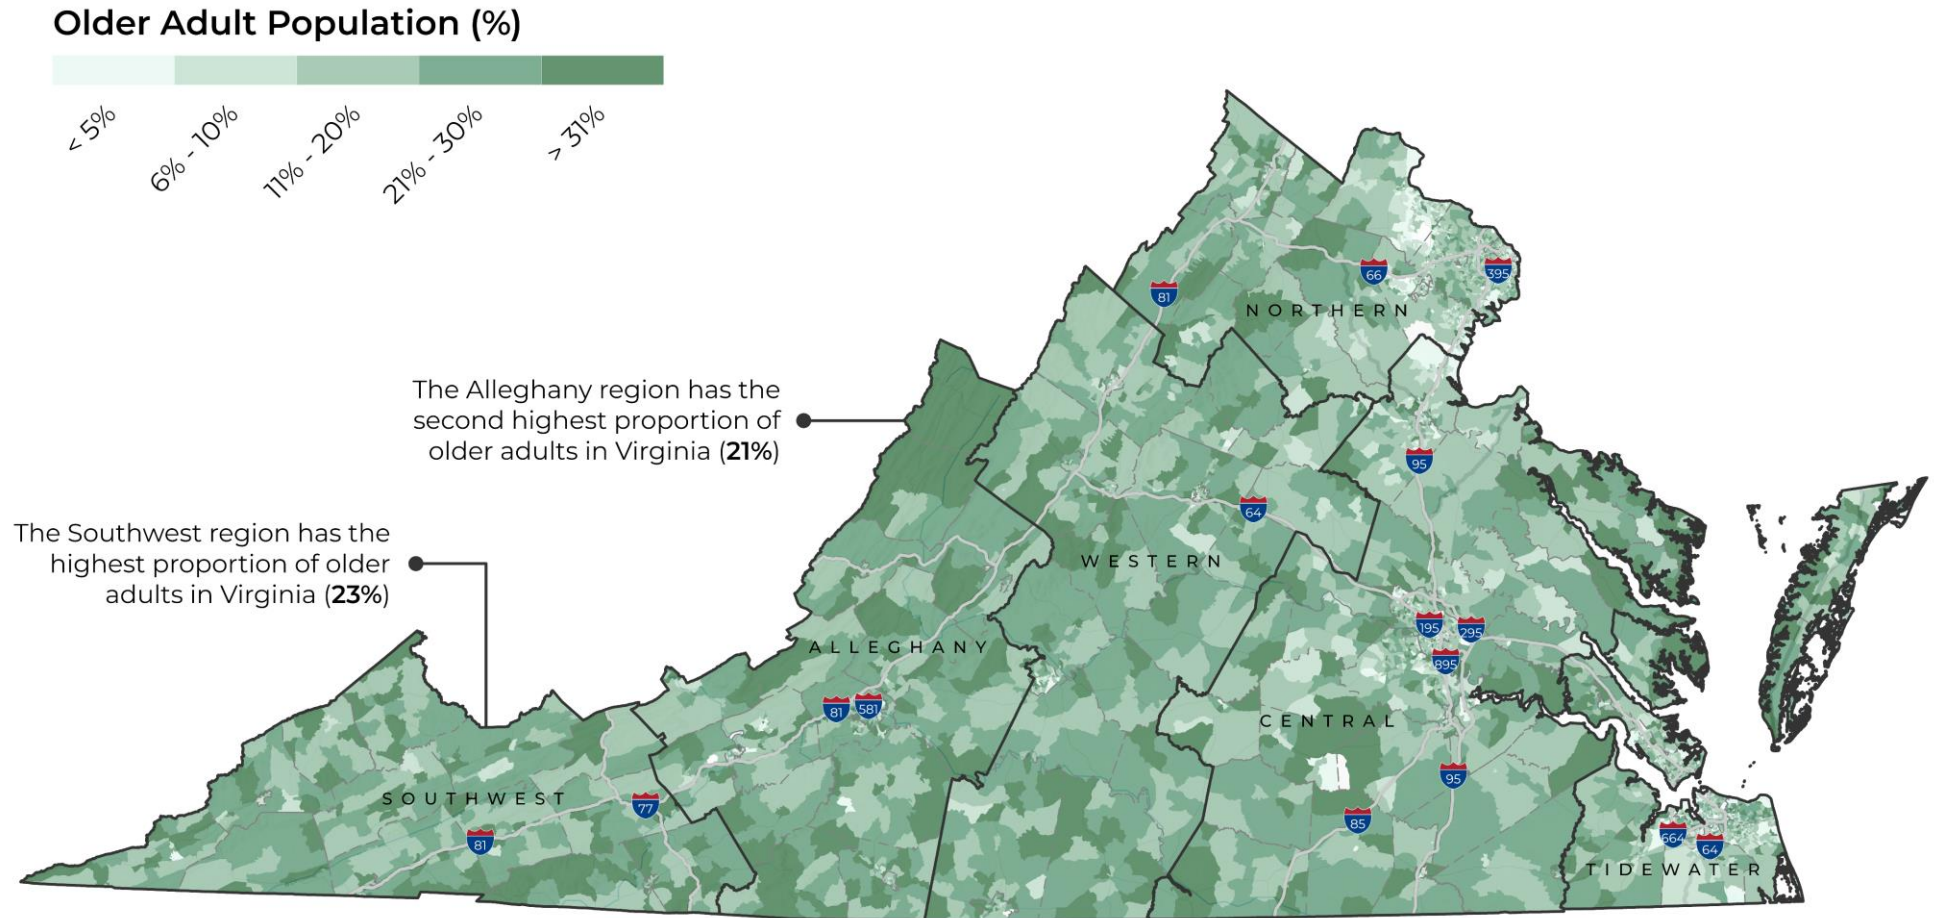 Older Adult Population (%)
< 5%
6% - 10%
11% - 20%
21% - 30%
> 31%
81
66
395
NORTHERN
The Alleghany region has the
second highest proportion of
older adults in Virginia (21%)
95
64
The Southwest region has the
highest proportion of older
adults in Virginia (23%)
WESTERN
195
295
895
ALLEGHANY
81
581
CENTRAL
95
SOUTHWEST
77
85
81
664
64
TIDEWATER